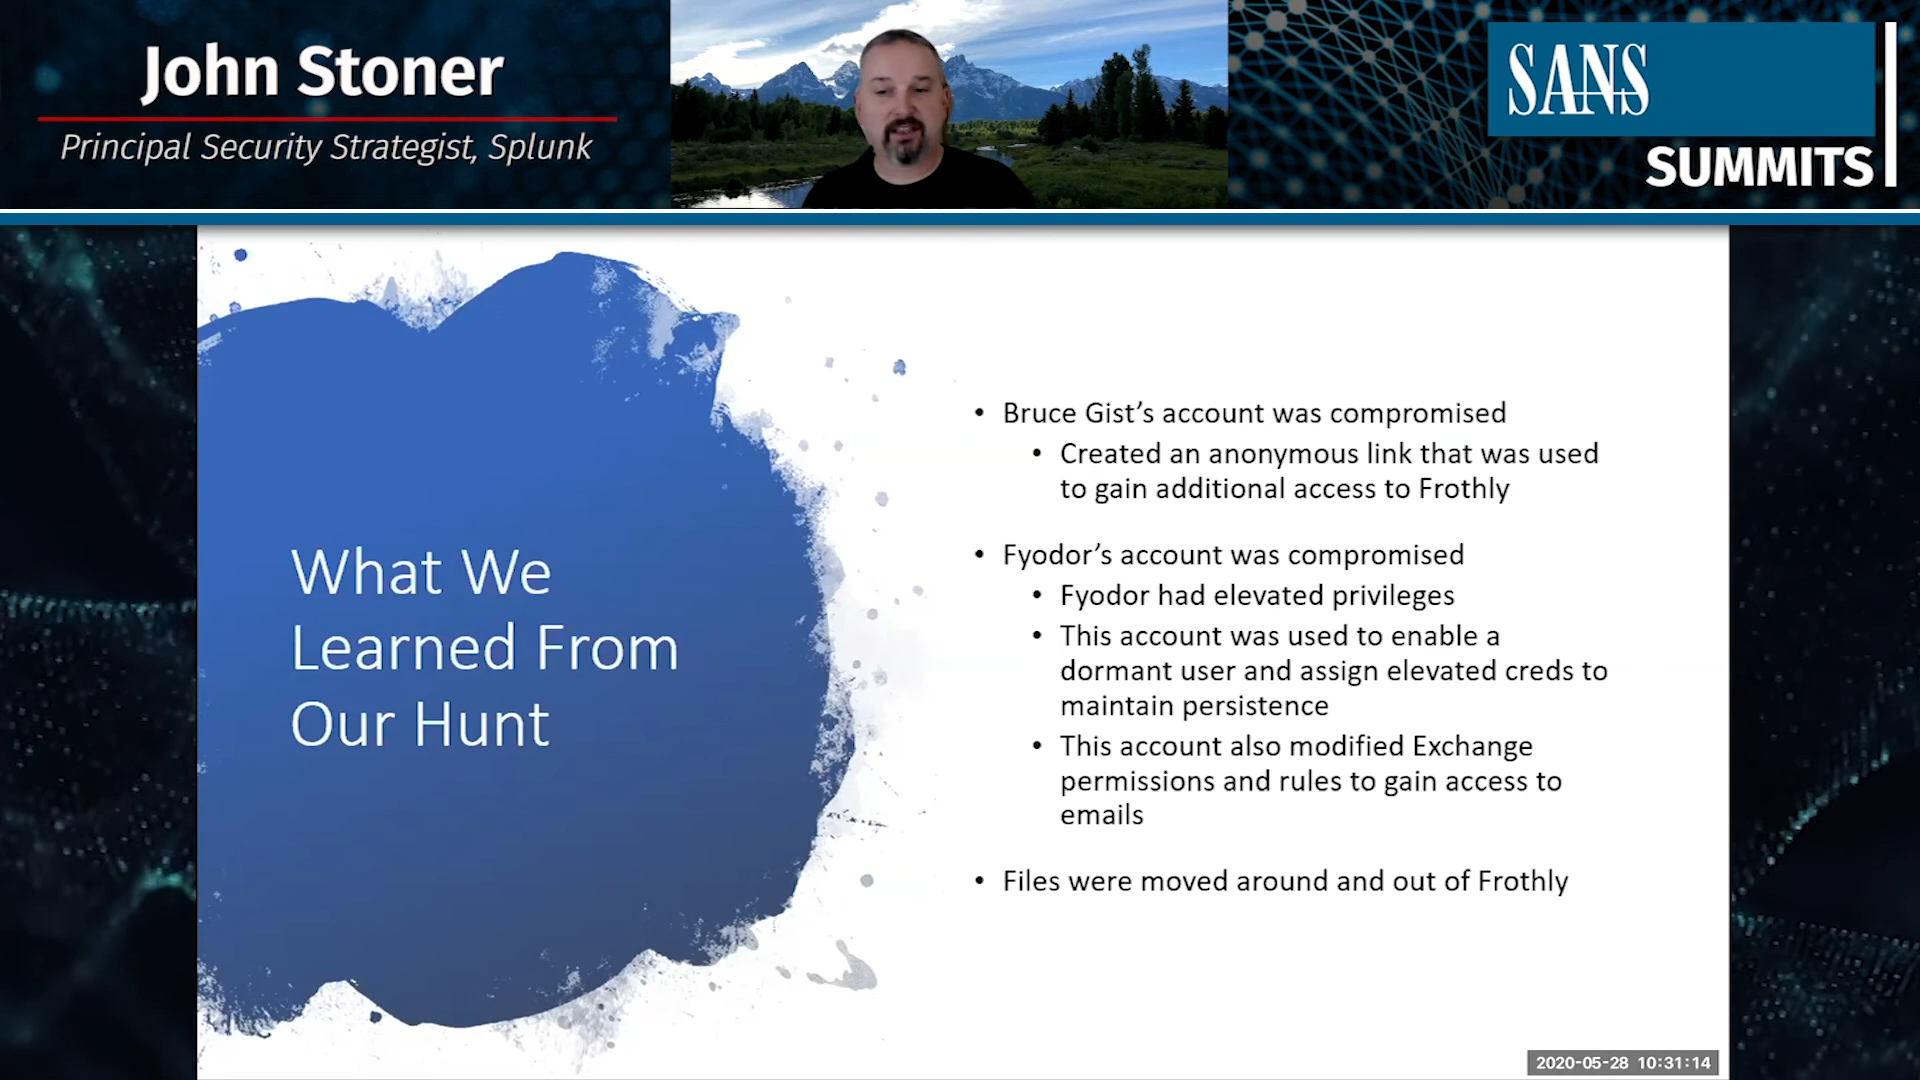 John Stoner
Principal Security Strategist, Splunk
SANS
SUMMITS
What We
Learned From
Our Hunt
• Bruce Gist’s account was compromised
• Created an anonymous link that was used
to gain additional access to Frothly
• Fyodor’s account was compromised
• Fyodor had elevated privileges
• This account was used to enable a
dormant user and assign elevated creds to
maintain persistence
• This account also modified Exchange
permissions and rules to gain access to
emails
• Files were moved around and out of Frothly
2020-05-28 10:31:14